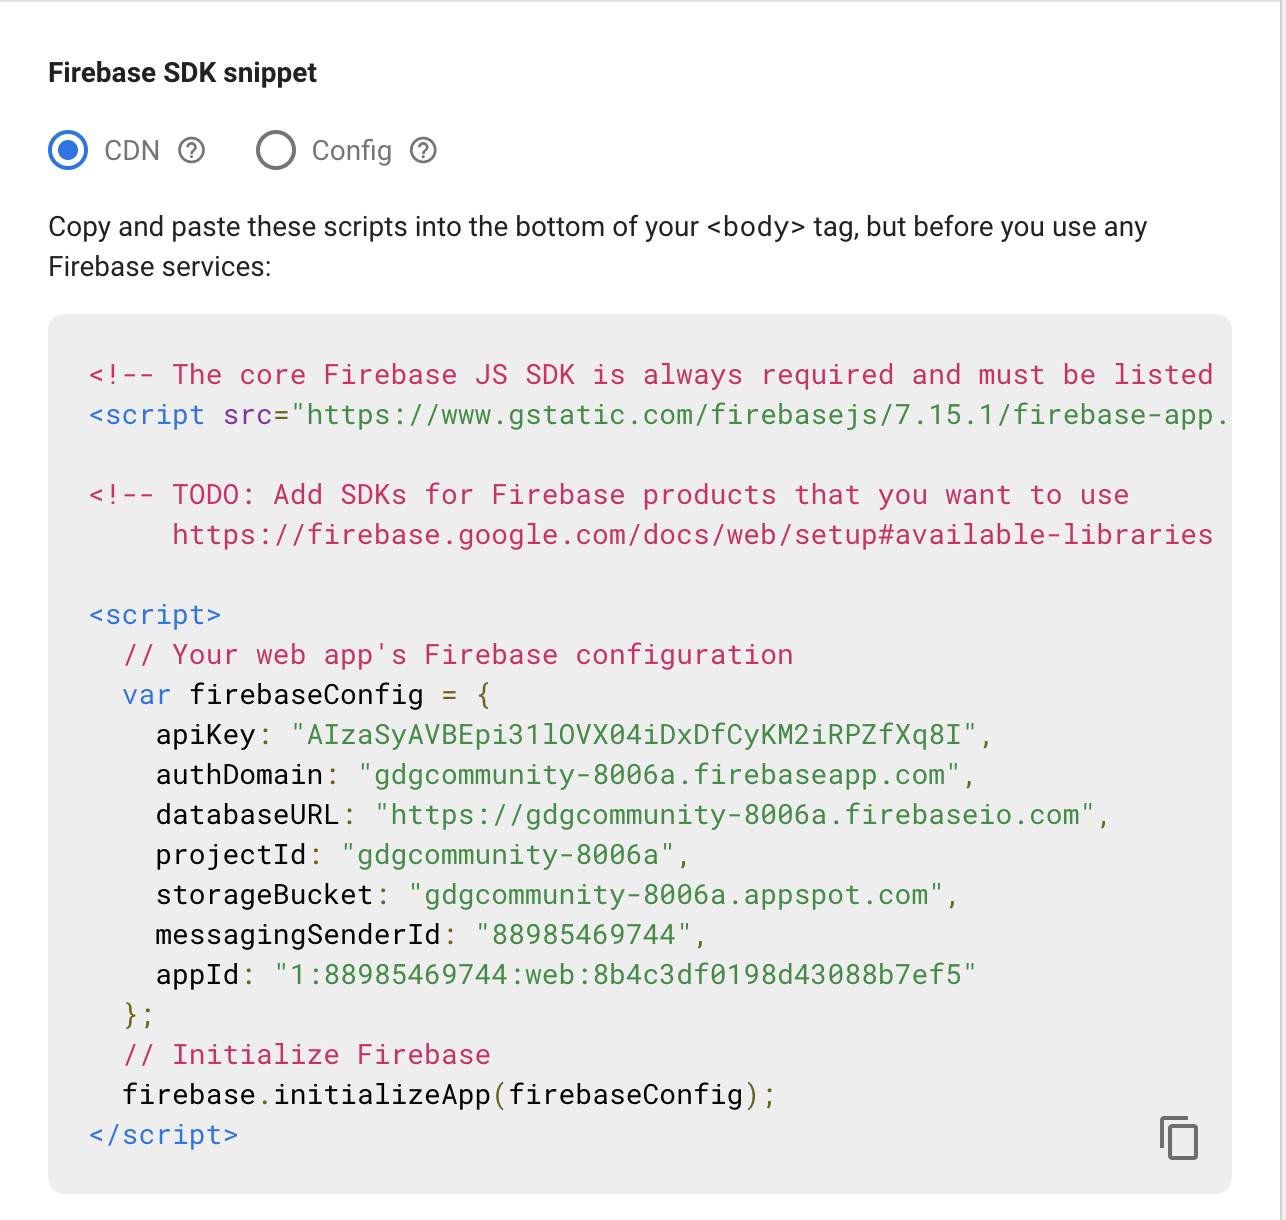 Firebase SDK snippet
CDN ? Config ?
Copy and paste these scripts into the bottom of your <body> tag, but before you use any
Firebase services:
<!-- The core Firebase JS SDK is always required and must be listed
<script src="https://www.gstatic.com/firebasejs/7.15.1/firebase-app.
<!-- TODO: Add SDKs for Firebase products that you want to use
https://firebase.google.com/docs/web/setup#available-libraries
<script>
// Your web app's Firebase configuration
var firebaseConfig = {
apiKey: "AIzaSyAVBEpi31lOVX04iDxDfCyKM2iRPZfXq8I",
authDomain: "gdgcommunity-8006a.firebaseapp.com",
databaseURL: "https://gdgcommunity-8006a.firebaseio.com",
projectId: "gdgcommunity-8006a",
storageBucket: "gdgcommunity-8006a.appspot.com",
messagingSenderId: "88985469744",
appId: "1:88985469744:web:8b4c3df0198d43088b7ef5"
};
// Initialize Firebase
firebase.initializeApp(firebaseConfig);
</script>